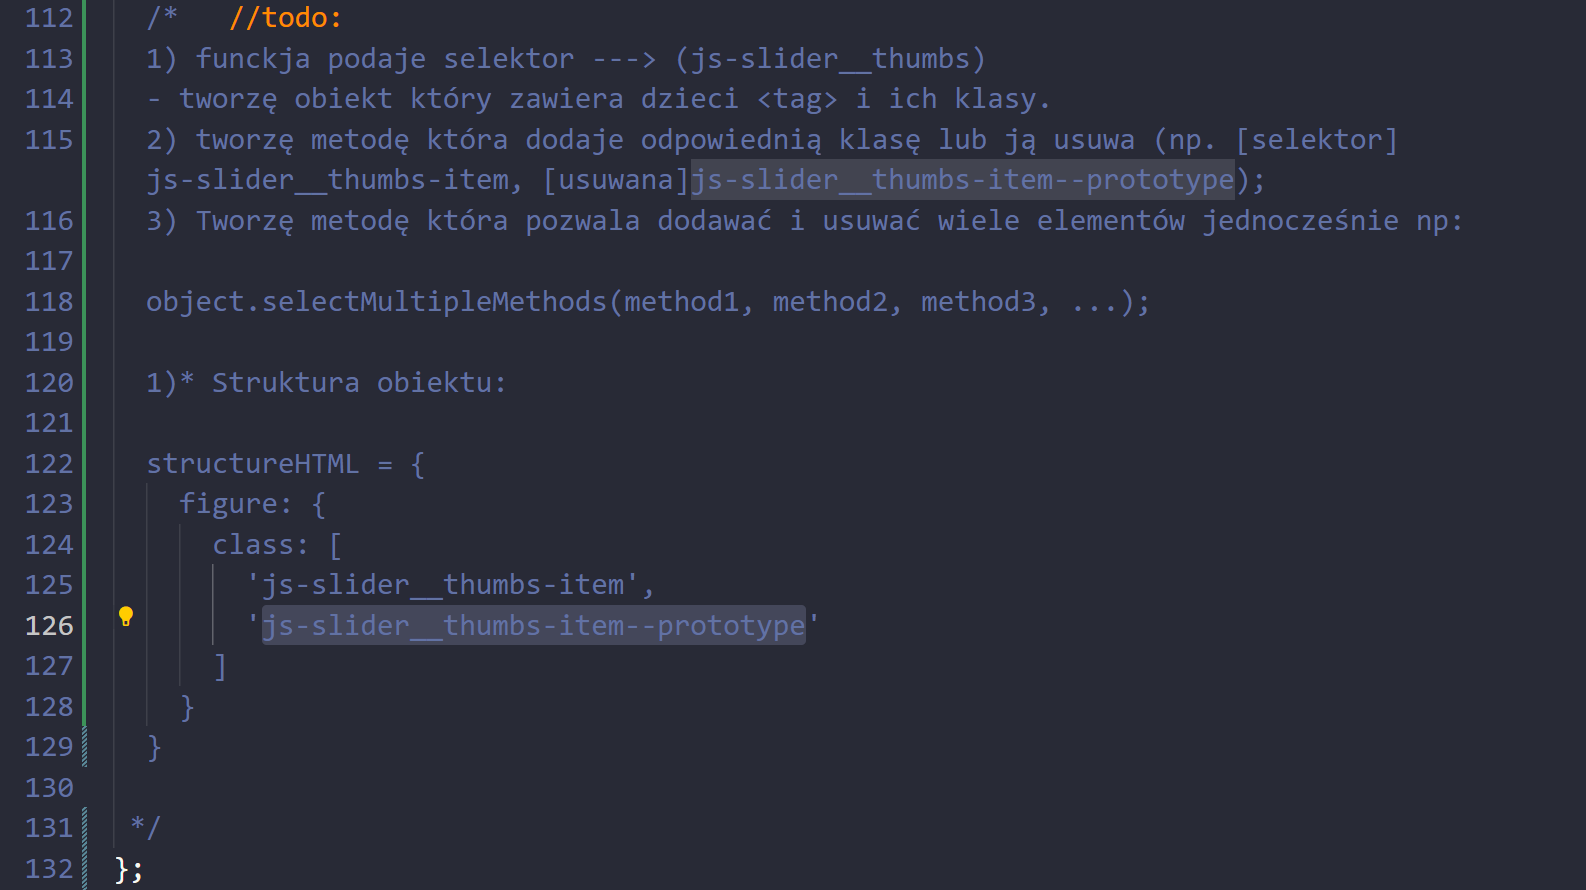 112 /* //todo:
113 1) funckja podaje selektor ---> (js-slider__thumbs)
114 - tworzę obiekt który zawiera dzieci <tag> i ich klasy.
115 2) tworzę metodę która dodaje odpowiednią klasę lub ją usuwa (np. [selektor]
js-slider__thumbs-item, [usuwana]js-slider__thumbs-item--prototype);
116 3) Tworzę metodę która pozwala dodawać i usuwać wiele elementów jednocześnie np:
117
118 object.selectMultipleMethods(method1, method2, method3, ...);
119
120 1)* Struktura obiektu:
121
122 structureHTML = {
123 figure: {
124 class: [
125 'js-slider__thumbs-item',
126 'js-slider__thumbs-item--prototype'
127 ]
128 }
129 }
130
131 */
132 };